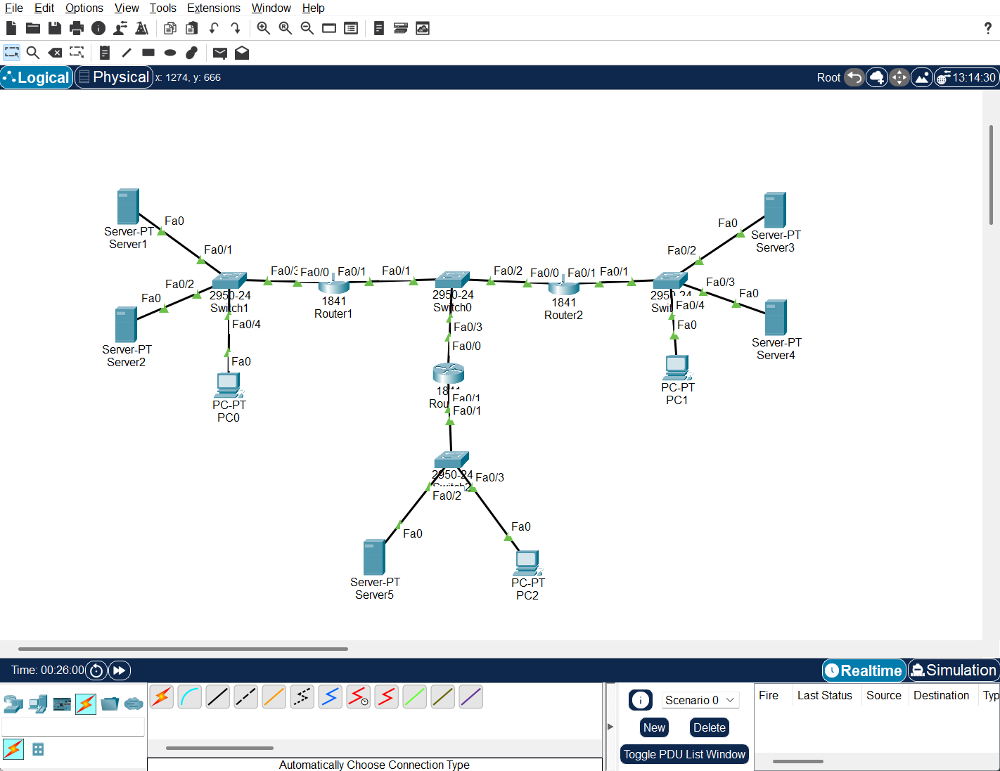 File Edit Options View Tools Extensions Window Help
Logical Physical x: 1274, y: 666 Root 13:14:30
Server-PT
Server1
Fa0
Fa0/1
Fa0/2
Fa0
Server-PT
Server2
2950-24
Switch1
Fa0/4
Fa0
PC-PT
PC0
Fa0/3
Fa0/0
Fa0/1
1841
Router1
Fa0/1
2950-24
Switch0
Fa0/2
Fa0/3
Fa0/0
Fa0/0
Fa0/1
1841
Router2
Fa0/1
Fa0/2
Fa0
Server-PT
Server3
Fa0/3
Fa0
Server-PT
Server4
Fa0/4
Fa0
PC-PT
PC1
Fa0/1
Fa0/1
2950-24
Switch2
Fa0/3
Fa0/2
Fa0
Server-PT
Server5
Fa0
PC-PT
PC2
Time: 00:26:00 Realtime Simulation
Scenario 0
New Delete
Toggle PDU List Window
Fire Last Status Source Destination Typ
Automatically Choose Connection Type